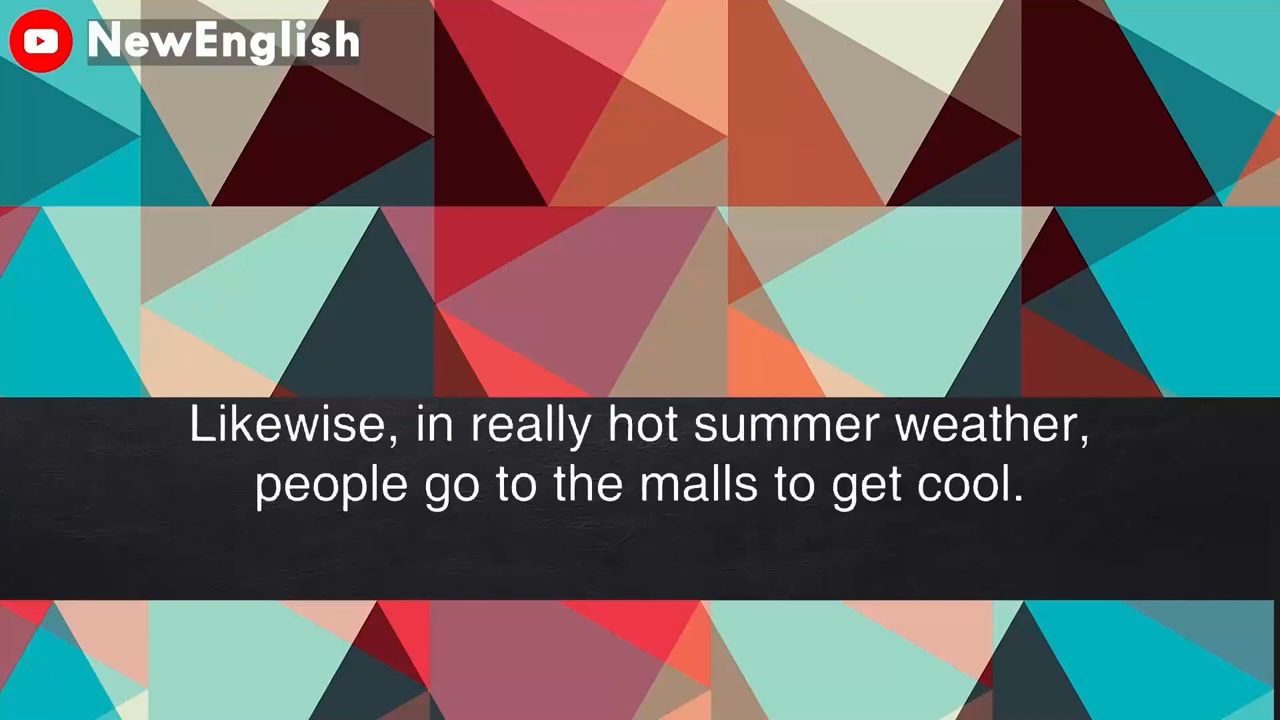 NewEnglish
Likewise, in really hot summer weather,
people go to the malls to get cool.